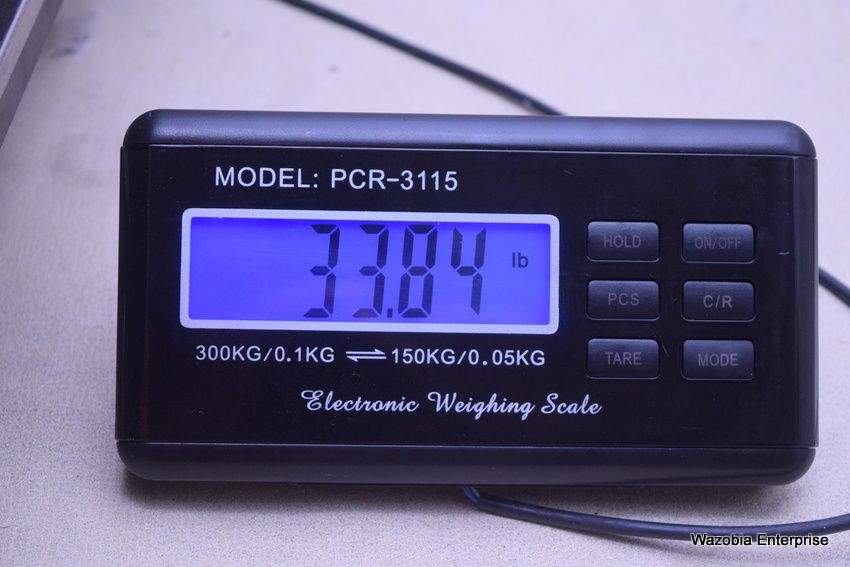 MODEL: PCR-3115
33.84 lb
HOLD ON/OFF
PCS C/R
TARE MODE
300KG/0.1KG ⇌ 150KG/0.05KG
Electronic Weighing Scale
Wazobia Enterprise